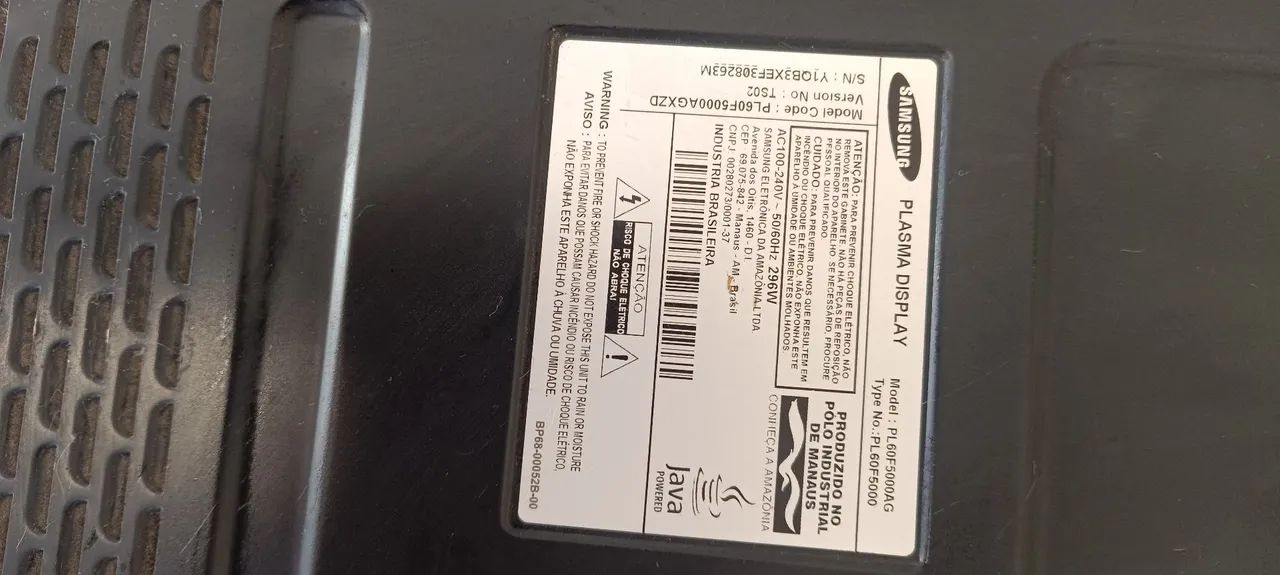 SAMSUNG
PLASMA DISPLAY
Model : PL60F5000AG
Type No.:PL60F5000
ATENÇÃO: PARA PREVENIR CHOQUE ELÉTRICO, NÃO
REMOVA ESTE GABINETE. NÃO HÁ PEÇAS DE REPOSIÇÃO
NO INTERIOR DO APARELHO. SE NECESSÁRIO, PROCURE
PESSOAL QUALIFICADO
CUIDADO: PARA PREVENIR DANOS QUE RESULTEM EM
INCÊNDIO OU CHOQUE ELÉTRICO, NÃO EXPONHA ESTE
APARELHO À UMIDADE OU AMBIENTES MOLHADOS
PRODUZIDO NO
PÓLO INDUSTRIAL
DE MANAUS
CONHEÇA A AMAZÔNIA
AC100-240V~ 50/60Hz 296W
SAMSUNG ELETRÔNICA DA AMAZÔNIA LTDA
Avenida dos Oitis, 1460 - D.I.
CEP : 69.075-842 - Manaus - AM - Brasil
CNPJ. 00280273/0001-37
INDUSTRIA BRASILEIRA
Model Code : PL60F5000AGXZD
Version No : TS02
S/N : Y1QB3XEF308263M
ATENÇÃO
RISCO DE CHOQUE ELÉTRICO
NÃO ABRA!
Java
POWERED
WARNING : TO PREVENT FIRE OR SHOCK HAZARD DO NOT EXPOSE THIS UNIT TO RAIN OR MOISTURE
AVISO : PARA EVITAR DANOS QUE POSSAM CAUSAR INCÊNDIO OU RISCO DE CHOQUE ELÉTRICO,
NÃO EXPONHA ESTE APARELHO À CHUVA OU UMIDADE.
BP68-00052B-00